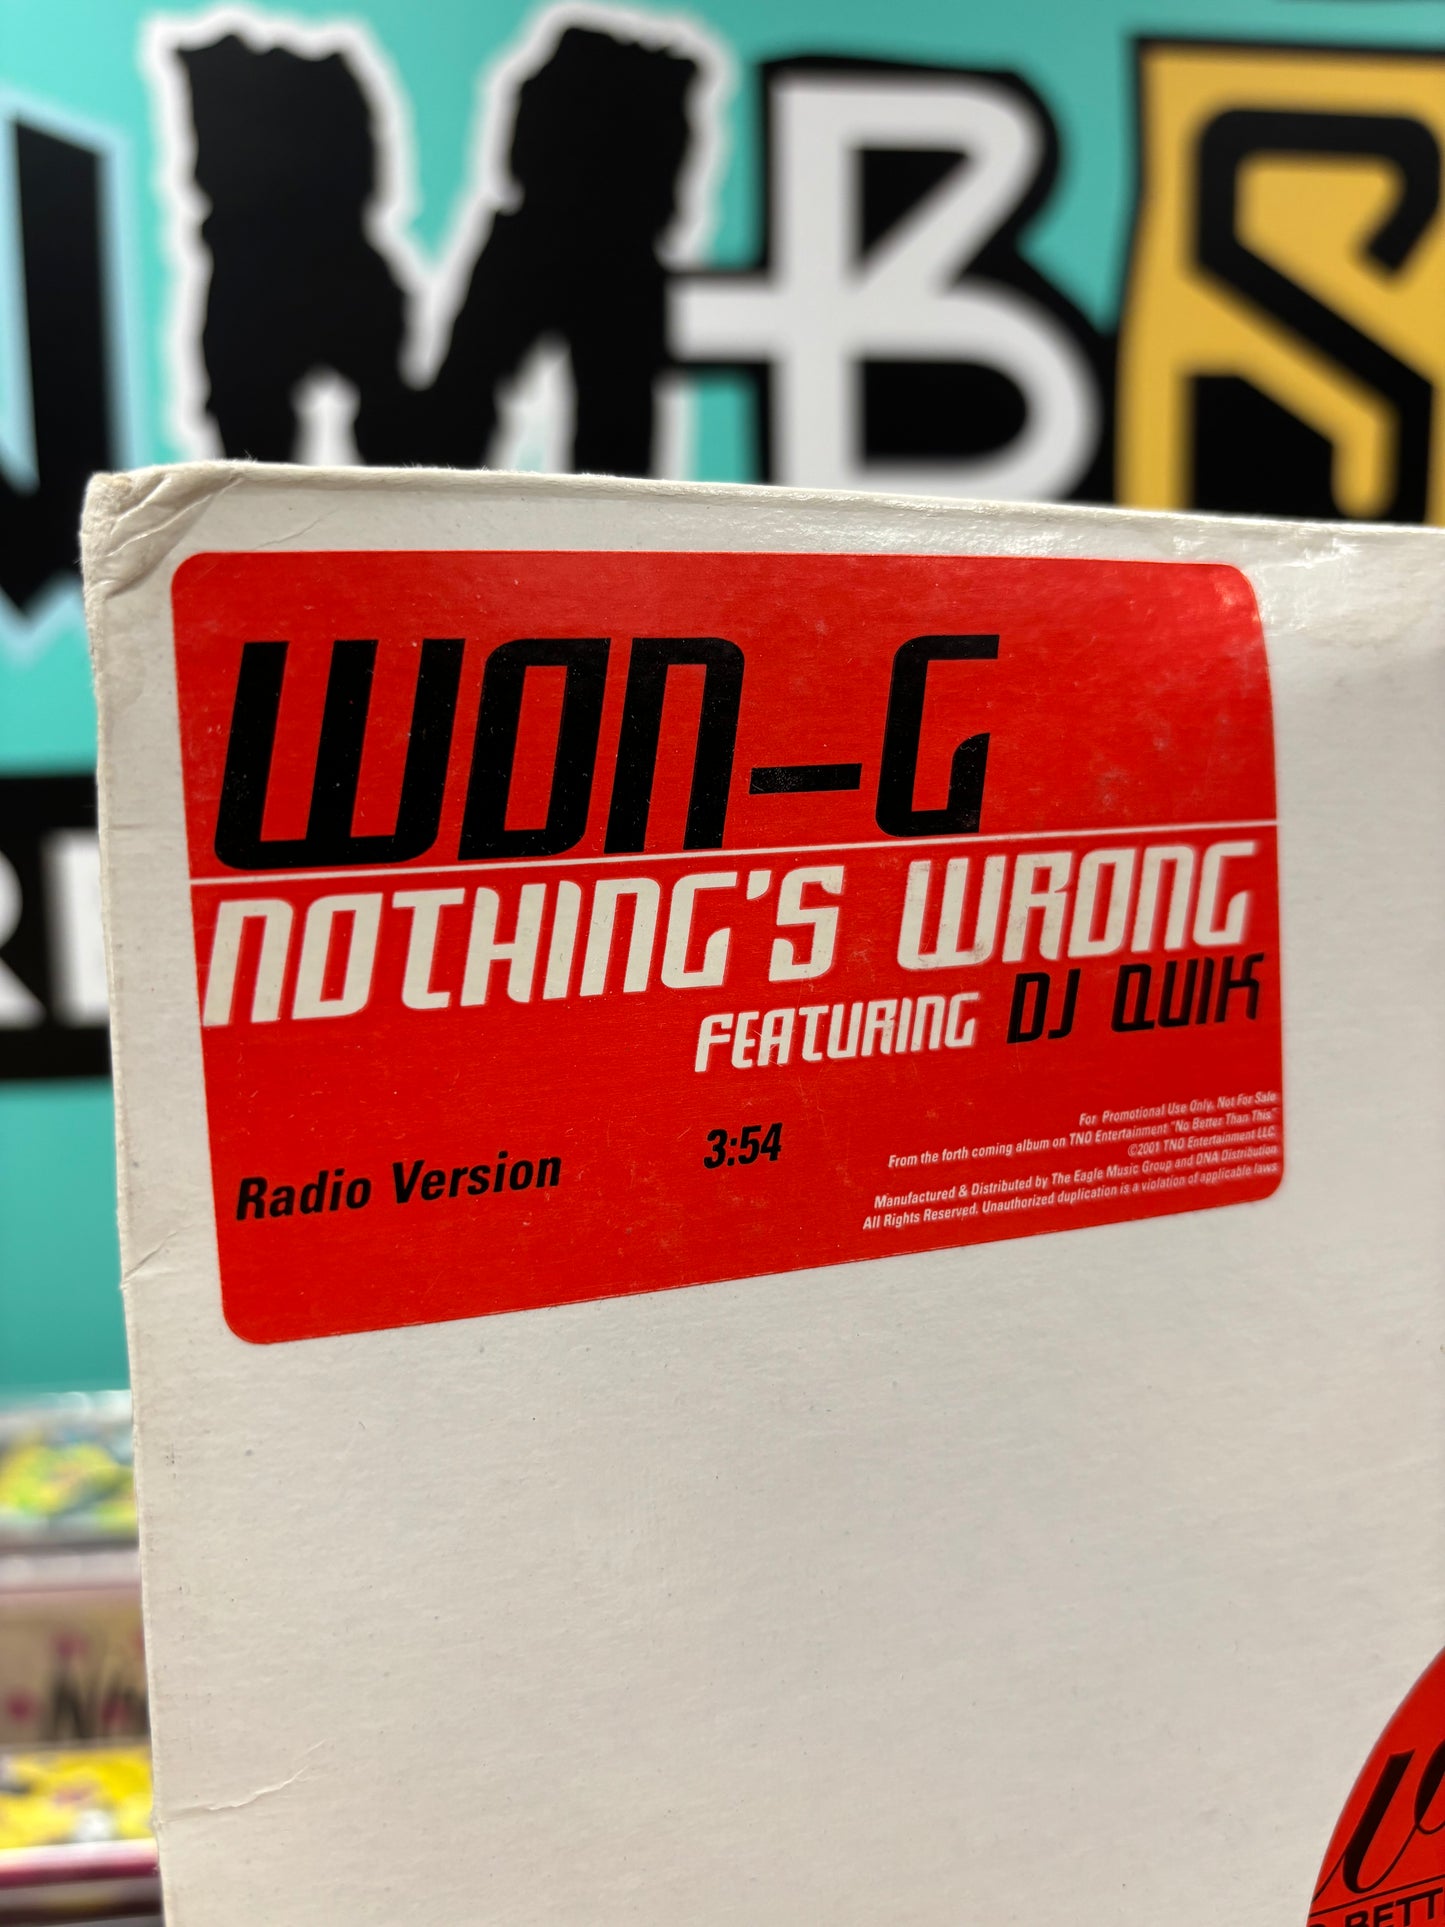 MBS
WON-G
NOTHING'S WRONG
FEATURING DJ QUIK
Radio Version 3:54
For Promotional Use Only, Not For Sale
From the forth coming album on TNO Entertainment "No Better Than This"
©2001 TNO Entertainment LLC
Manufactured & Distributed by The Eagle Music Group and DNA Distribution
All Rights Reserved. Unauthorized duplication is a violation of applicable laws